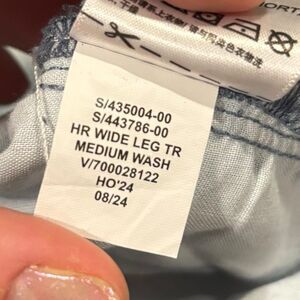 S/435004-00
S/443786-00
HR WIDE LEG TR
MEDIUM WASH
V/700028122
HO'24
08/24